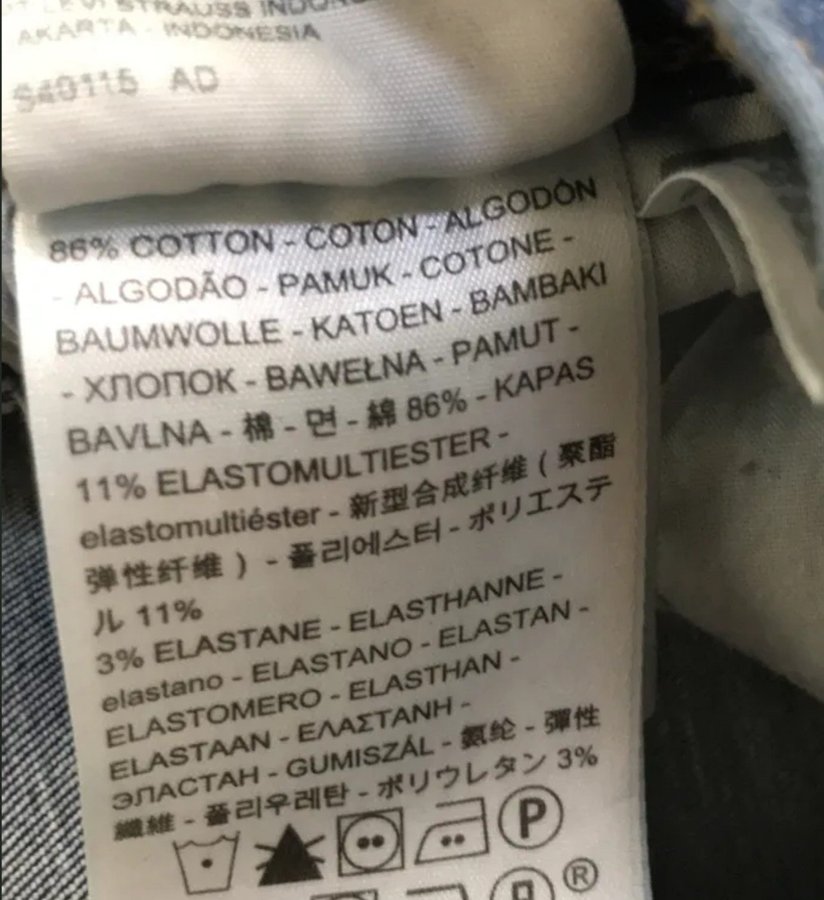 STRAUSS INDO
AKARTA - INDONESIA
540115 AD
86% COTTON - COTON - ALGODÓN
- ALGODÃO - PAMUK - COTONE -
BAUMWOLLE - KATOEN - BAMBAKI
- ХЛОПОК - BAWEŁNA - PAMUT -
BAVLNA - 棉 - 면 - 綿 86% - KAPAS
11% ELASTOMULTIESTER -
elastomultiéster - 新型合成纤维 ( 聚酯
弹性纤维 ) - 폴리에스터 - ポリエステ
ル 11%
3% ELASTANE - ELASTHANNE -
elastano - ELASTANO - ELASTAN -
ELASTOMERO - ELASTHAN -
ELASTAAN - ΕΛΑΣΤΑΝΗ -
ЭЛАСТАН - GUMISZÁL - 氨纶 - 彈性
纖維 - 폴리우레탄 - ポリウレタン 3%
P
®